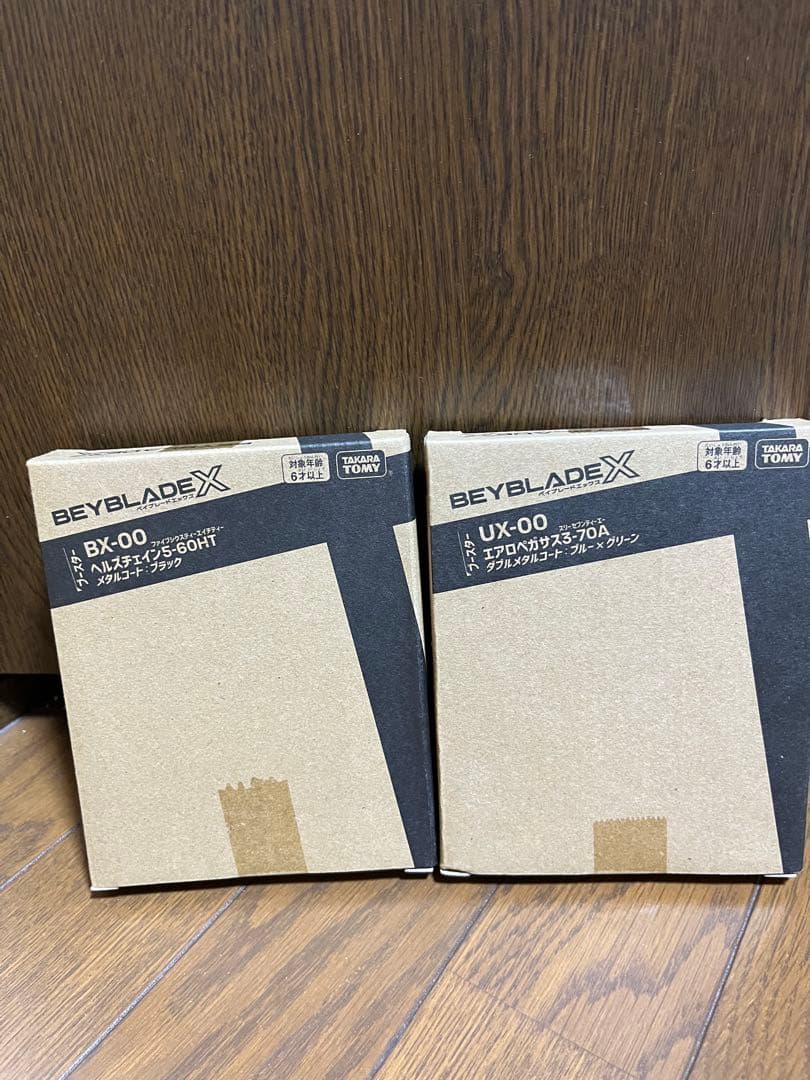 BEYBLADE X
ベイブレードエックス
対象年齢
6才以上
TAKARA
TOMY
ブースター
BX-00
ファイブシックスティーエイチティー
ヘルズチェイン5-60HT
メタルコート:ブラック
BEYBLADE X
ベイブレードエックス
対象年齢
6才以上
TAKARA
TOMY
ブースター
UX-00
スリーセブンティーエー
エアロペガサス3-70A
ダブルメタルコート:ブルー×グリーン